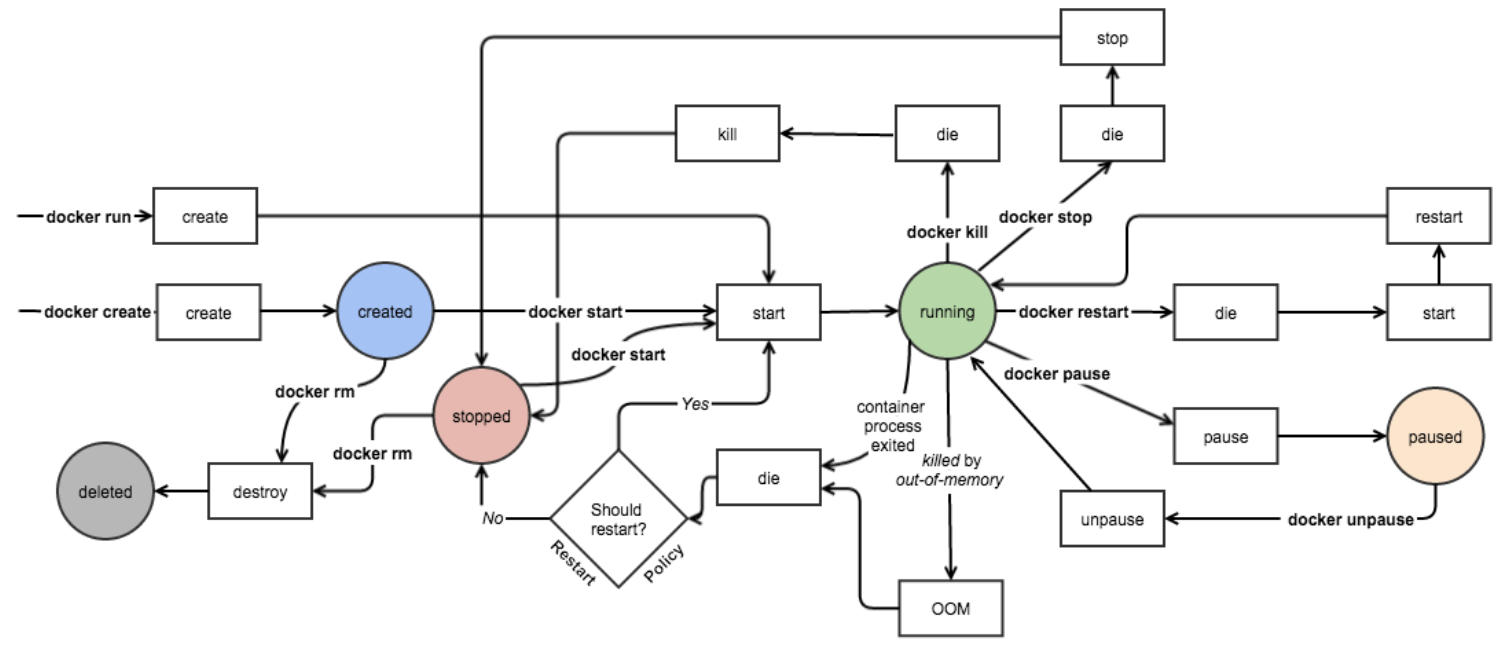 stop
kill
die
die
docker run
create
docker kill
docker stop
restart
docker create
create
created
docker start
start
running
docker restart
die
start
docker start
docker pause
docker rm
stopped
Yes
container
process
exited
pause
paused
docker rm
deleted
destroy
die
killed by
out-of-memory
Should
restart?
No
Restart
Policy
unpause
docker unpause
OOM